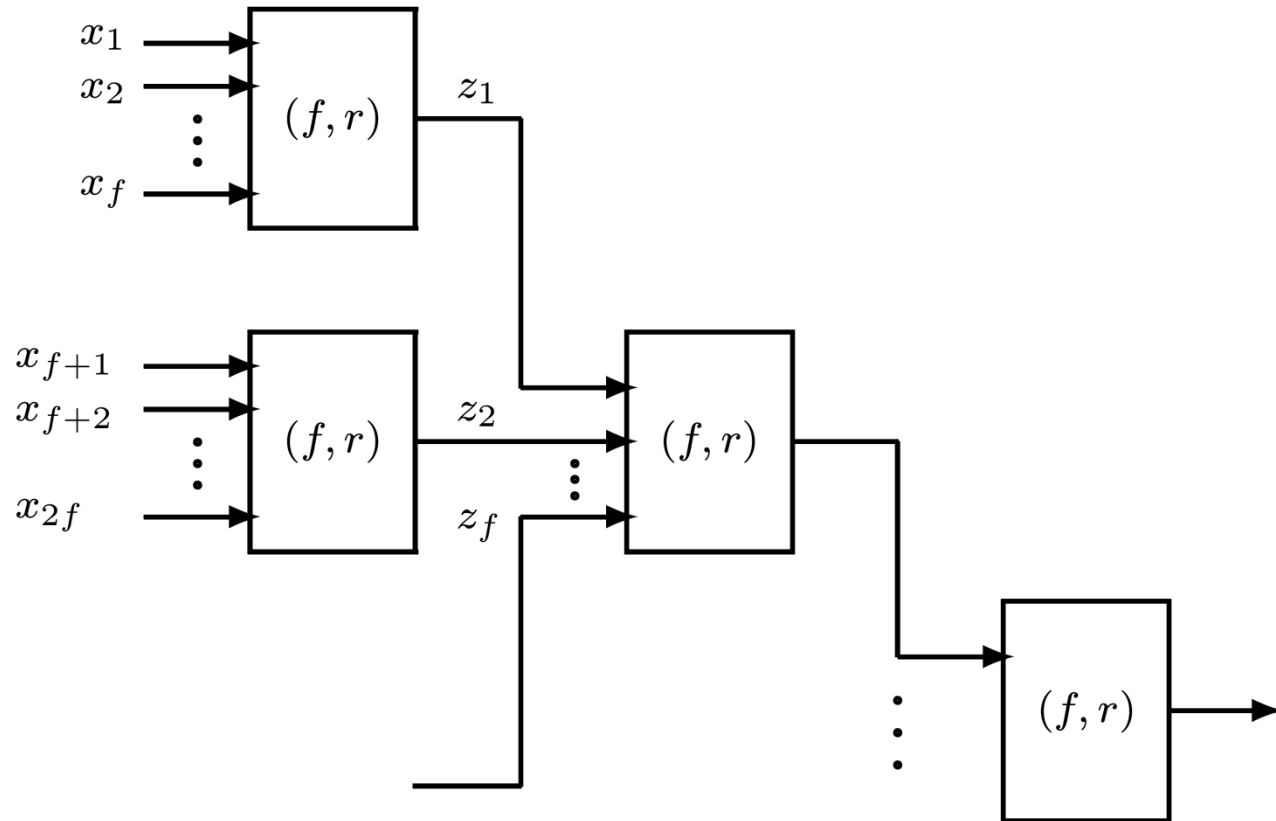 x_1
x_2
⋮
x_f
(f, r)
z_1
x_{f+1}
x_{f+2}
⋮
x_{2f}
(f, r)
z_2
⋮
z_f
(f, r)
⋮
(f, r)